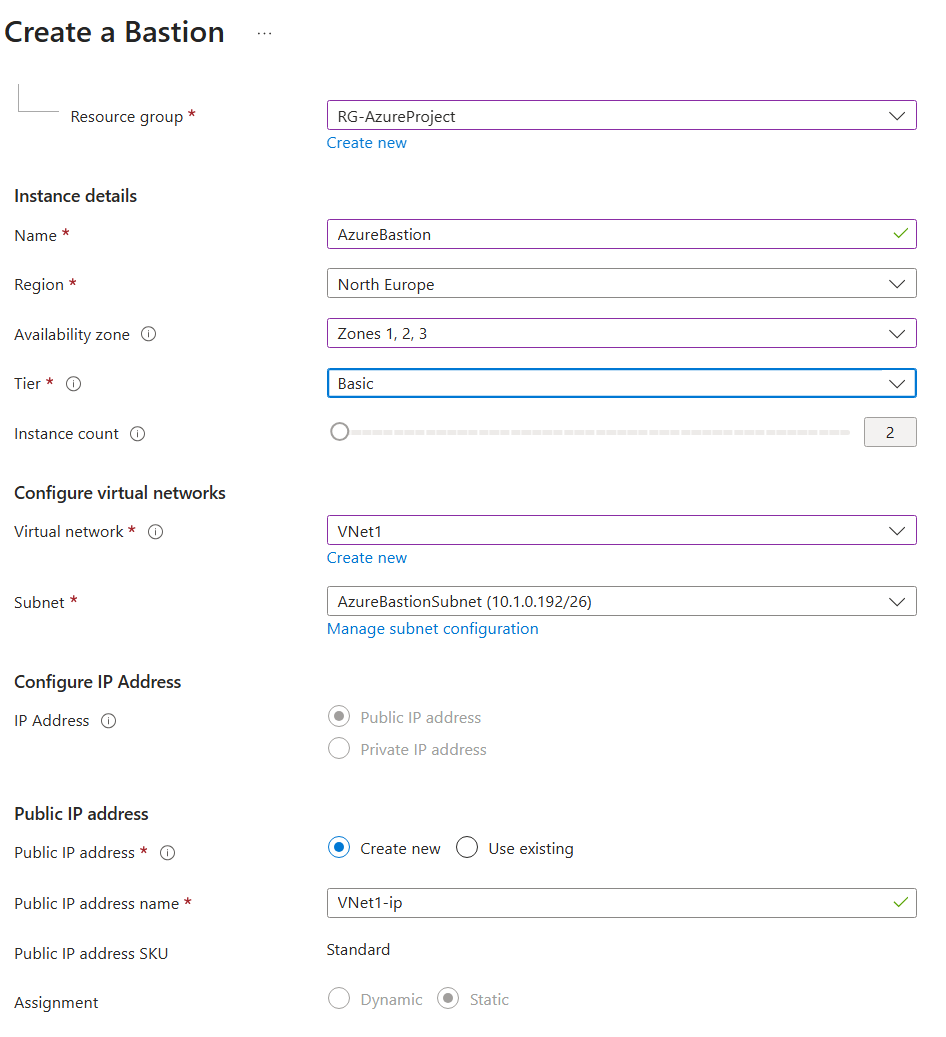 Create a Bastion ...
Resource group * RG-AzureProject
Create new
Instance details
Name * AzureBastion
Region * North Europe
Availability zone Zones 1, 2, 3
Tier * Basic
Instance count 2
Configure virtual networks
Virtual network * VNet1
Create new
Subnet * AzureBastionSubnet (10.1.0.192/26)
Manage subnet configuration
Configure IP Address
IP Address Public IP address
Private IP address
Public IP address
Public IP address * Create new Use existing
Public IP address name * VNet1-ip
Public IP address SKU Standard
Assignment Dynamic Static